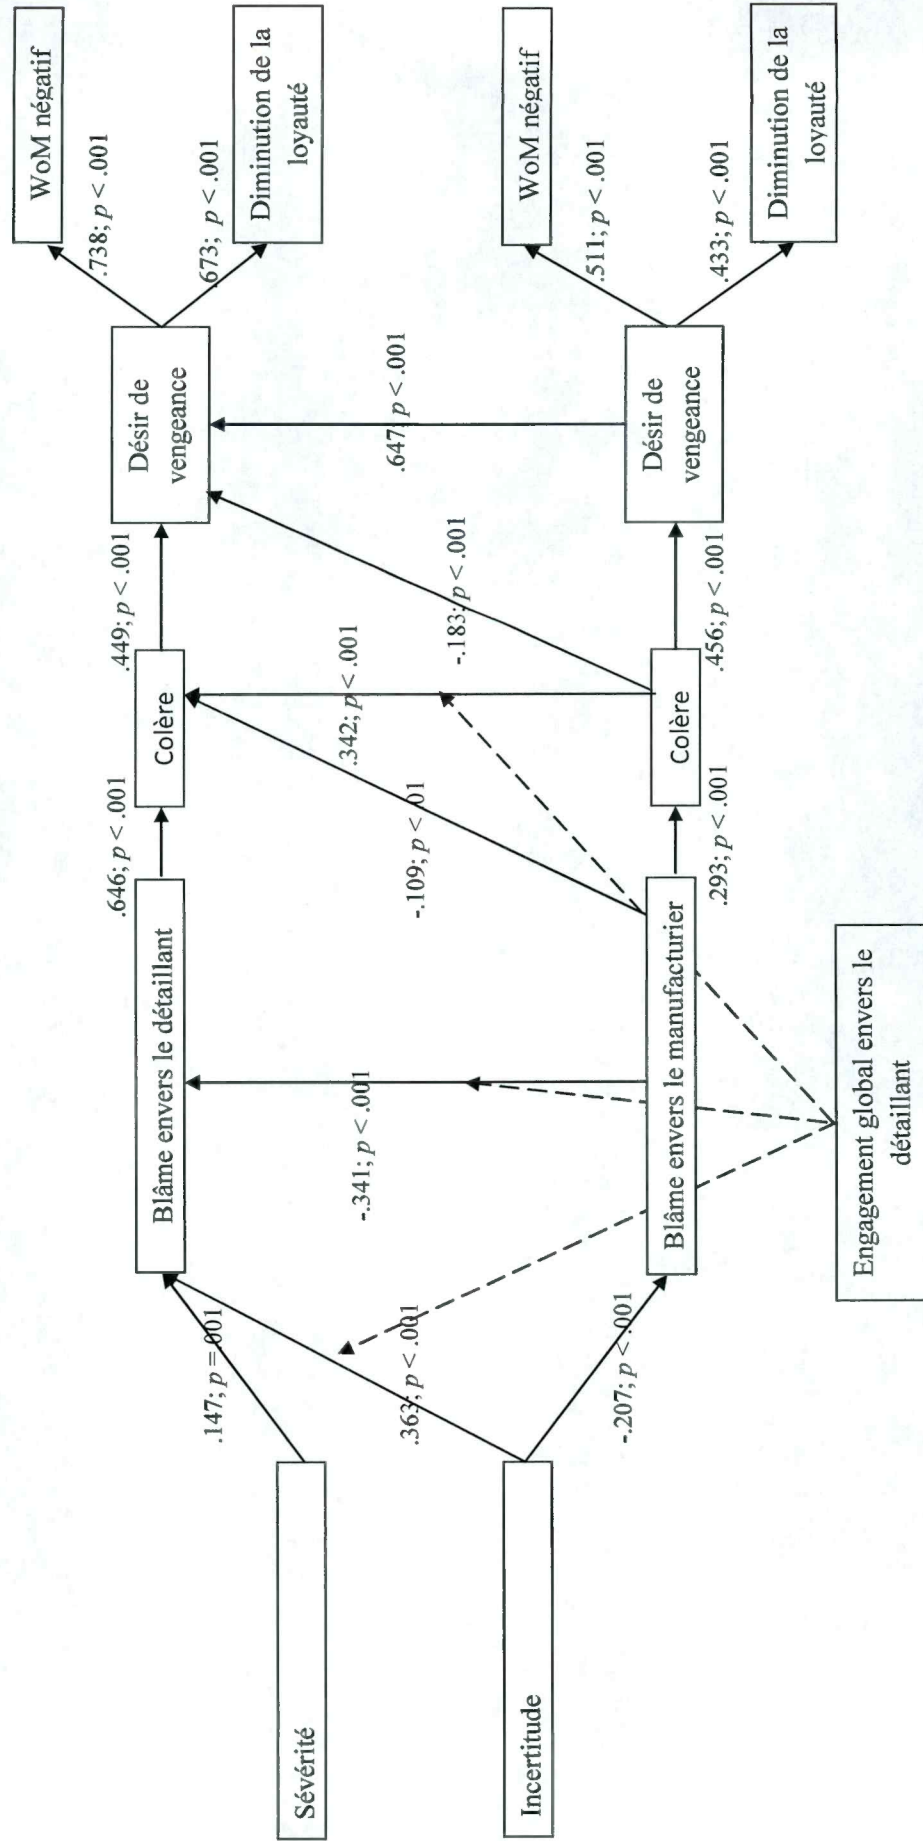 WoM négatif
.738; p < .001
Diminution de la
loyauté
.673; p < .001
Désir de
vengeance
.449; p < .001
Colère
.646; p < .001
Blâme envers le détaillant
.147; p = .001
Sévérité
.647; p < .001
-.183; p < .001
.342; p < .001
-.109; p < .01
-.341; p < .001
.363; p < .001
Incertitude
-.207; p < .001
Blâme envers le manufacturier
.293; p < .001
Colère
.456; p < .001
Désir de
vengeance
.511; p < .001
WoM négatif
.433; p < .001
Diminution de la
loyauté
Engagement global envers le
détaillant